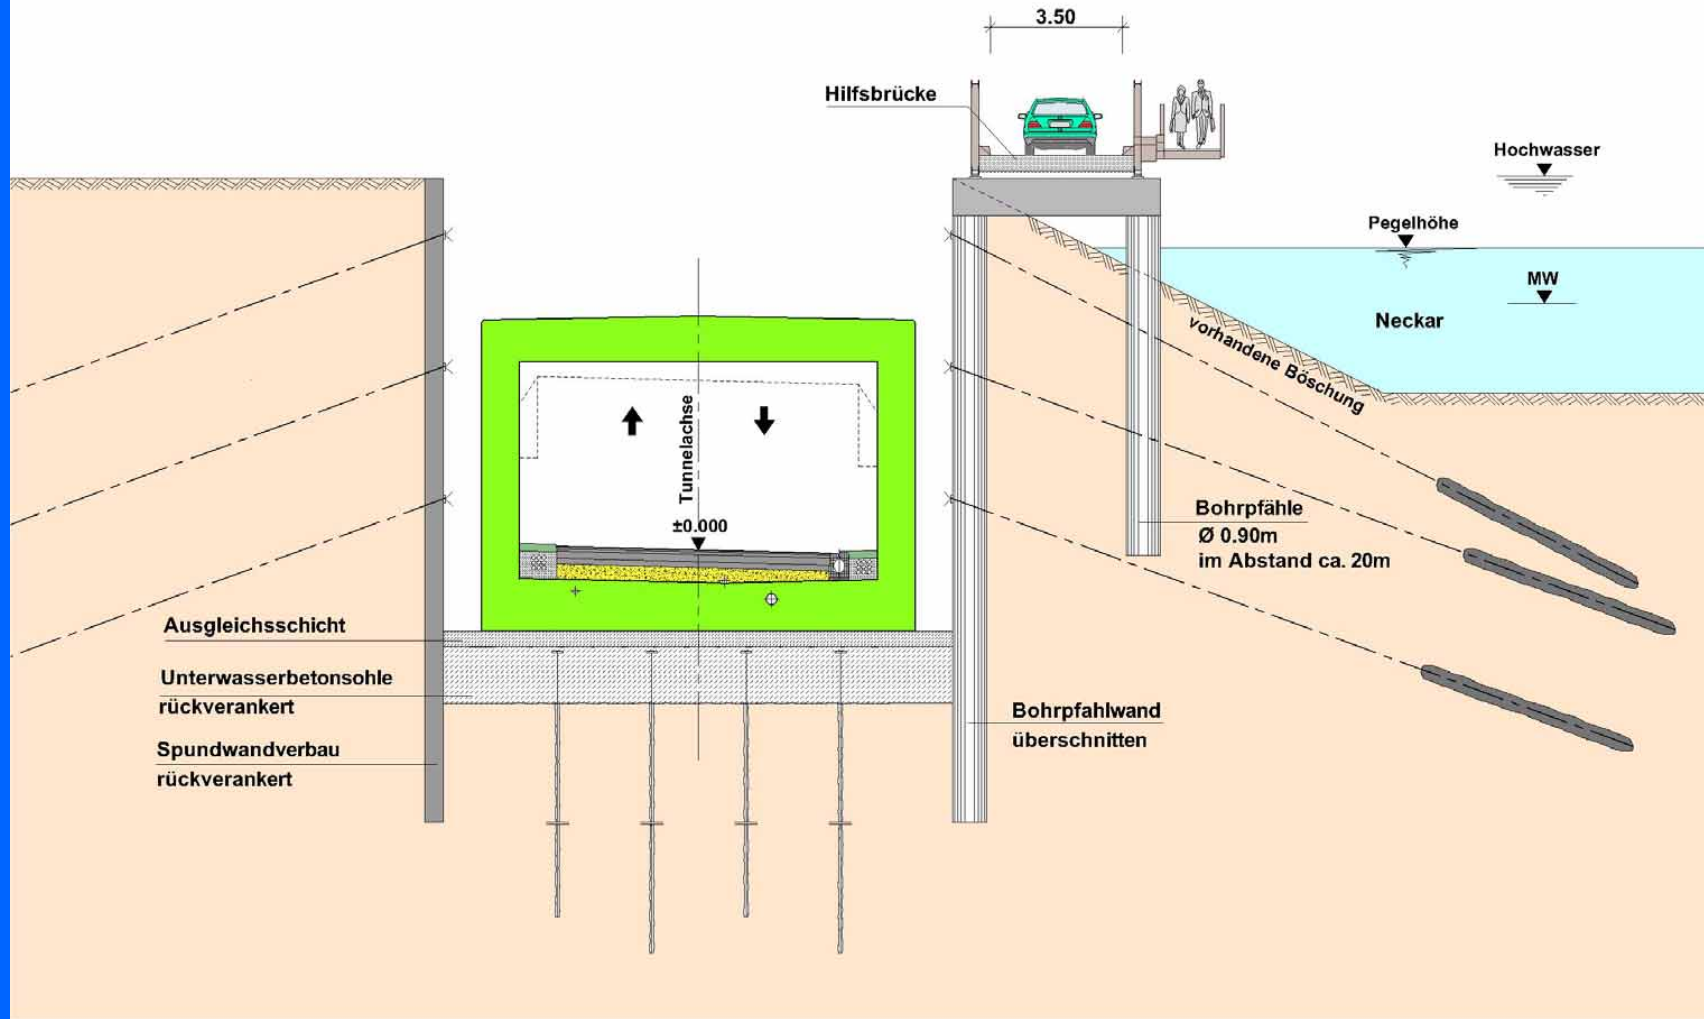 3.50
Hilfsbrücke
Hochwasser
Pegelhöhe
MW
Neckar
vorhandene Böschung
Tunnelachse
±0.000
Bohrpfähle
Ø 0.90m
im Abstand ca. 20m
Ausgleichsschicht
Unterwasserbetonsohle
rückverankert
Bohrpfahlwand
überschnitten
Spundwandverbau
rückverankert